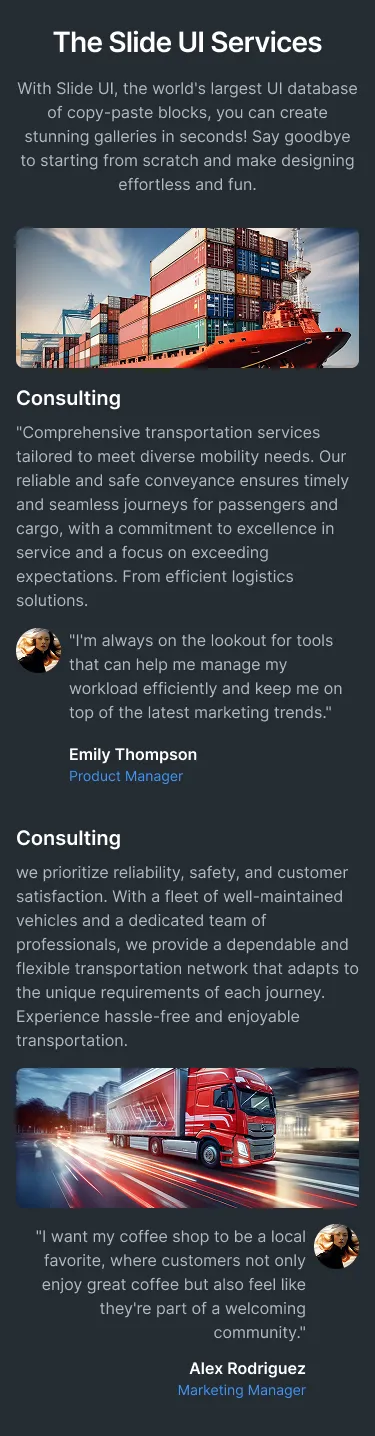 The Slide UI Services
With Slide UI, the world's largest UI database
of copy-paste blocks, you can create
stunning galleries in seconds! Say goodbye
to starting from scratch and make designing
effortless and fun.
Consulting
"Comprehensive transportation services
tailored to meet diverse mobility needs. Our
reliable and safe conveyance ensures timely
and seamless journeys for passengers and
cargo, with a commitment to excellence in
service and a focus on exceeding
expectations. From efficient logistics
solutions.
"I'm always on the lookout for tools
that can help me manage my
workload efficiently and keep me on
top of the latest marketing trends."
Emily Thompson
Product Manager
Consulting
we prioritize reliability, safety, and customer
satisfaction. With a fleet of well-maintained
vehicles and a dedicated team of
professionals, we provide a dependable and
flexible transportation network that adapts to
the unique requirements of each journey.
Experience hassle-free and enjoyable
transportation.
"I want my coffee shop to be a local
favorite, where customers not only
enjoy great coffee but also feel like
they're part of a welcoming
community."
Alex Rodriguez
Marketing Manager